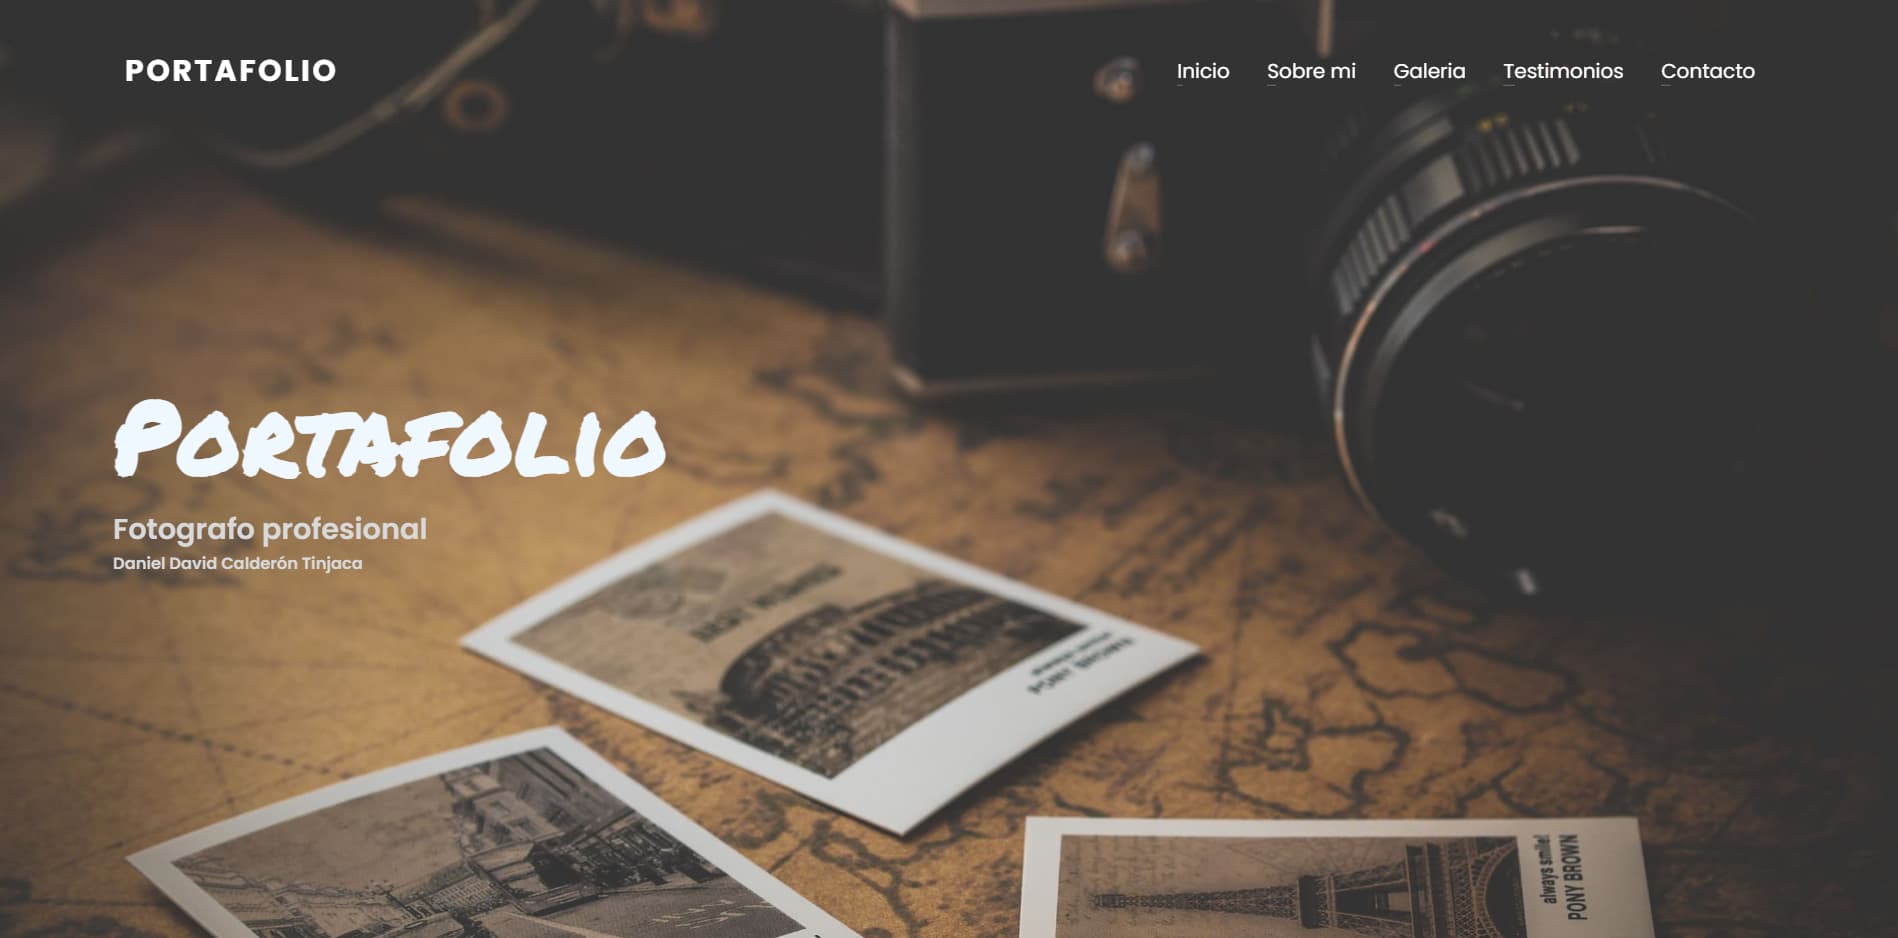 PORTAFOLIO
Inicio Sobre mi Galeria Testimonios Contacto
PORTAFOLIO
Fotografo profesional
Daniel David Calderón Tinjaca
PONY BROWN
always smile!
PONY BROWN